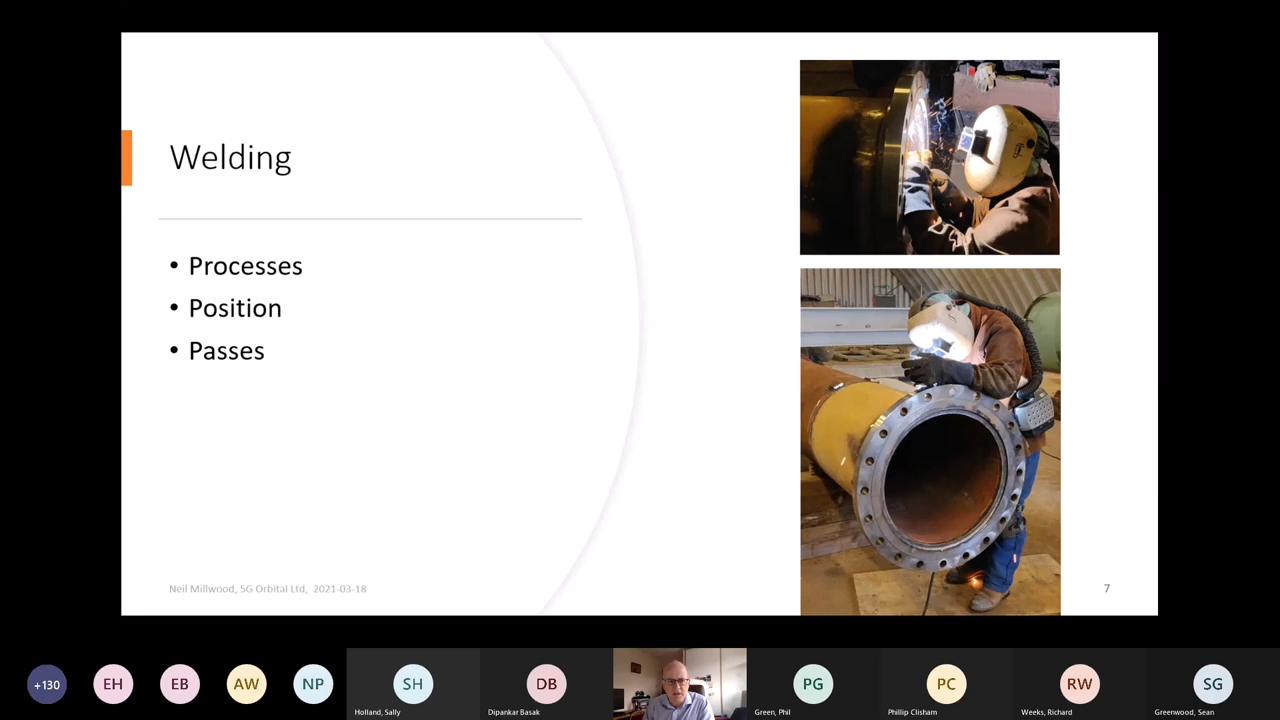 Welding
• Processes
• Position
• Passes
Neil Millwood, 5G Orbital Ltd, 2021-03-18
7
+130
EH
EB
AW
NP
SH
Holland, Sally
DB
Dipankar Basak
PG
Green, Phil
PC
Phillip Clisham
RW
Weeks, Richard
SG
Greenwood, Sean